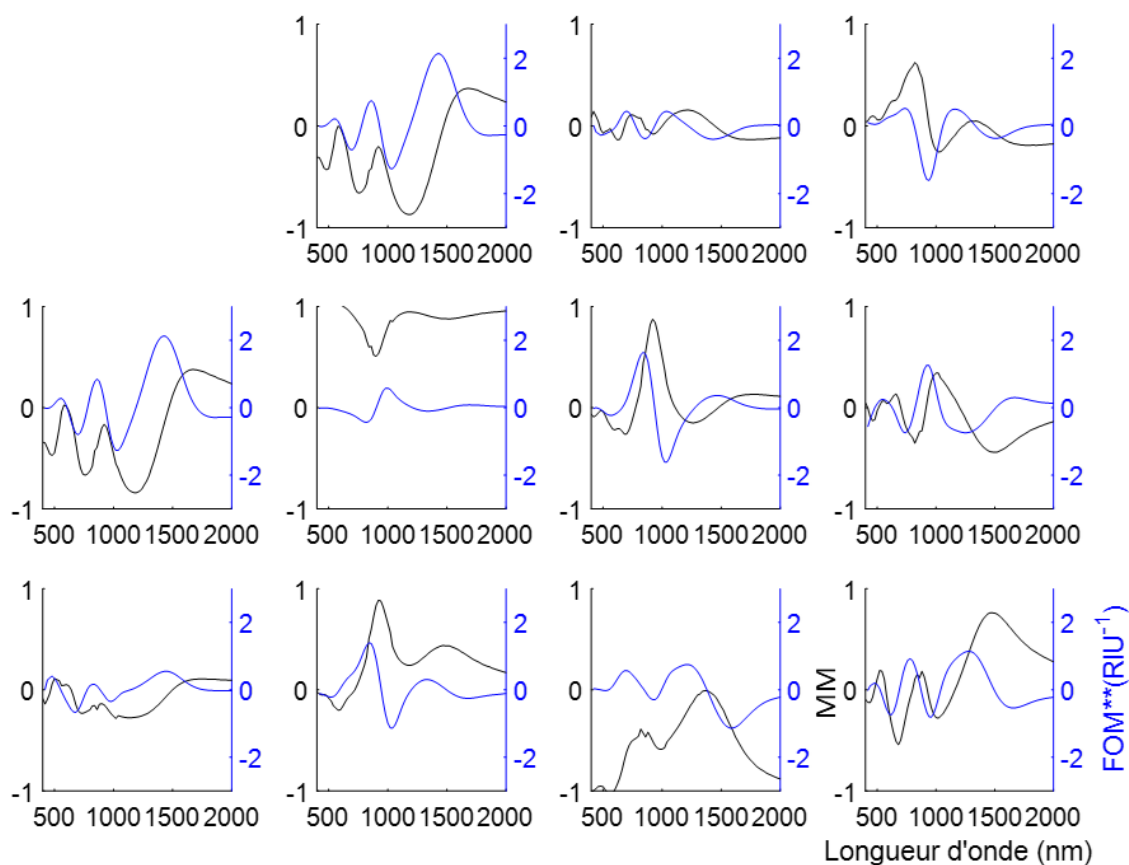 1 2 1 2 1 2
0 0 0 0 0 0
-2 -2 -2
-1 -1 -1
500 1000 1500 2000 500 1000 1500 2000 500 1000 1500 2000
1 2 1 2 1 2 1 2
0 0 0 0 0 0 0 0
-2 -2 -2 -2
-1 -1 -1 -1
500 1000 1500 2000 500 1000 1500 2000 500 1000 1500 2000 500 1000 1500 2000
1 2 1 2 1 2 1 2
0 0 0 0 0 0 0 0
-2 -2 -2 -2
-1 -1 -1 -1
MM
FOM**(RIU-1)
500 1000 1500 2000 500 1000 1500 2000 500 1000 1500 2000 500 1000 1500 2000
Longueur d'onde (nm)